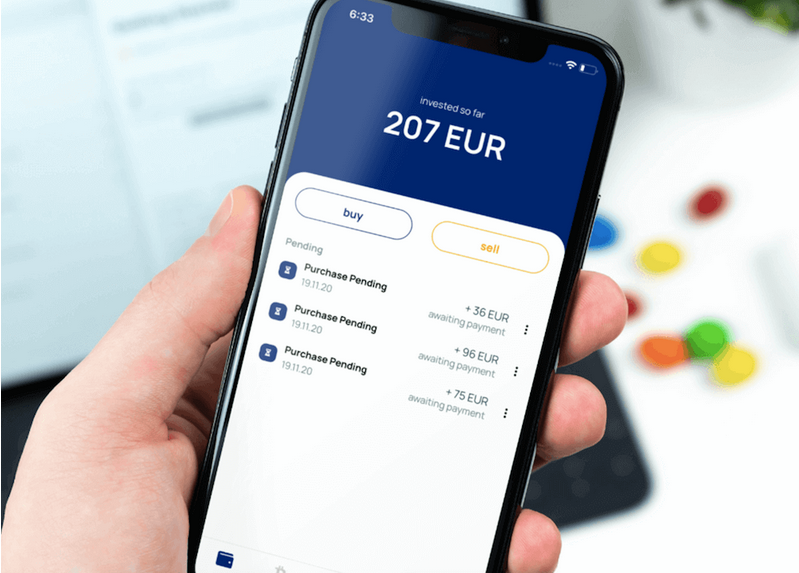 6:33
invested so far
207 EUR
buy
sell
Pending
Purchase Pending
19.11.20
+ 36 EUR
awaiting payment
Purchase Pending
19.11.20
+ 96 EUR
awaiting payment
Purchase Pending
19.11.20
+ 75 EUR
awaiting payment